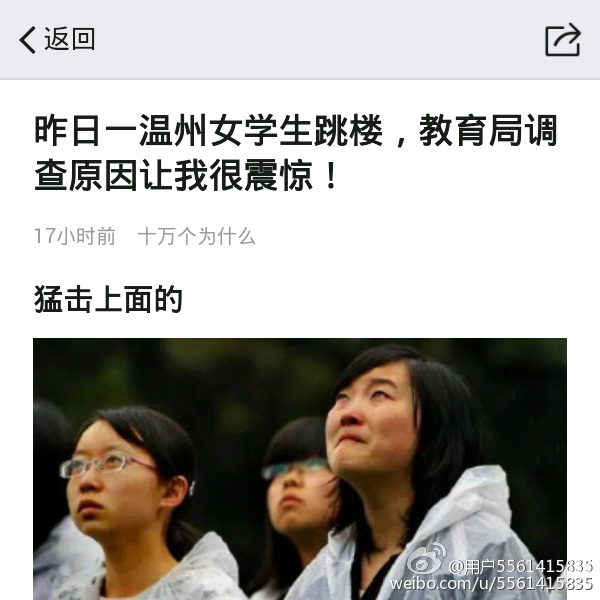 返回
昨日一温州女学生跳楼，教育局调
查原因让我很震惊！
17小时前 十万个为什么
猛击上面的
@用户5561415835
weibo.com/u/5561415835